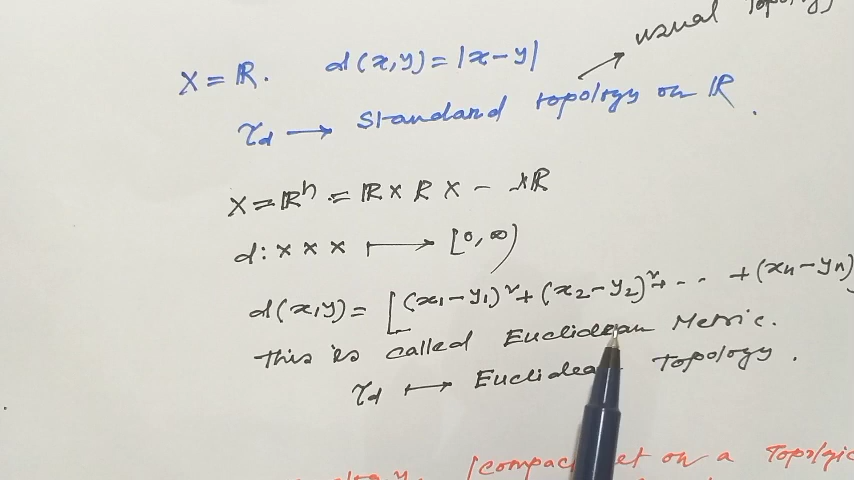 usual Topology
X = ℝ. d(x,y) = |x-y|
τd → Standard topology on ℝ.
X = ℝⁿ = ℝ × ℝ × - × ℝ
d: X × X ↦ [0, ∞)
d(x,y) = [(x₁-y₁)² + (x₂-y₂)² + - - + (xₙ-yₙ)
This is called Euclidean Metric.
τd ↦ Euclidean Topology.
(compact set on a Topologic